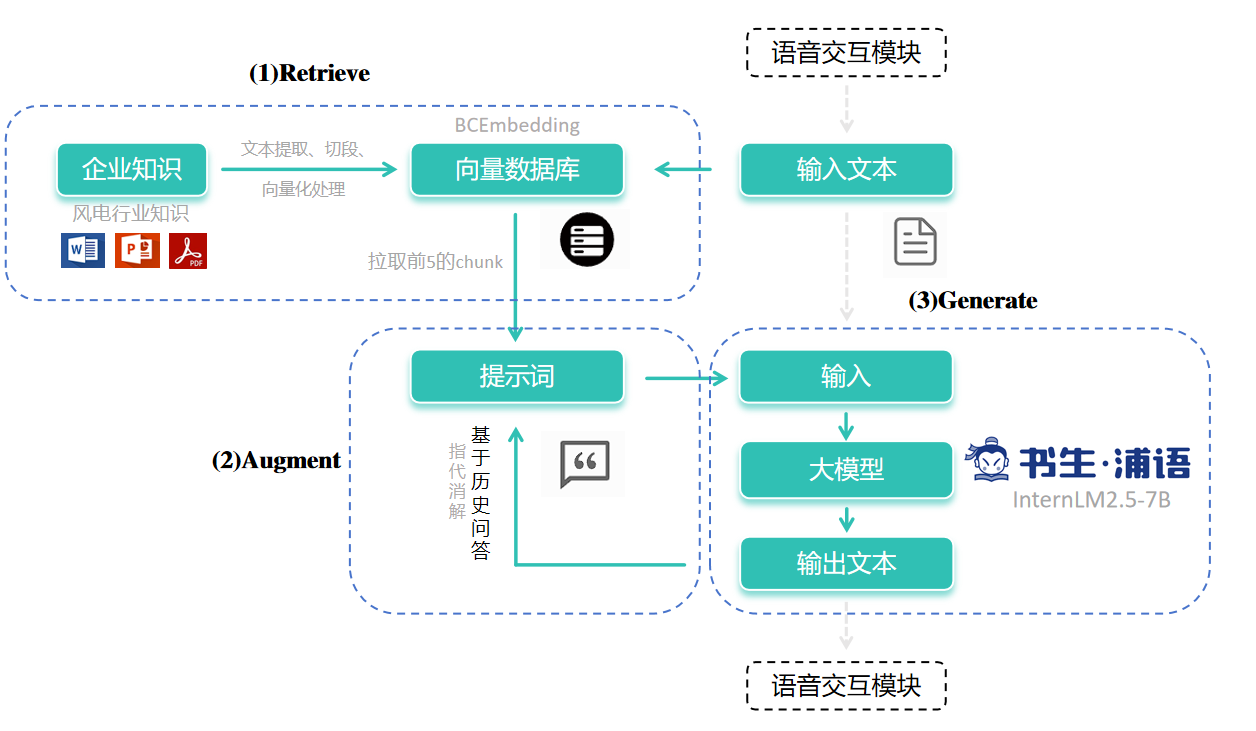 语音交互模块
(1)Retrieve
BCEmbedding
企业知识
文本提取、切段、
向量化处理
向量数据库
输入文本
风电行业知识
W
P
PDF
拉取前5的chunk
(3)Generate
提示词
输入
(2)Augment
指代消解
基于历史问答
大模型
书生·浦语
InternLM2.5-7B
输出文本
语音交互模块